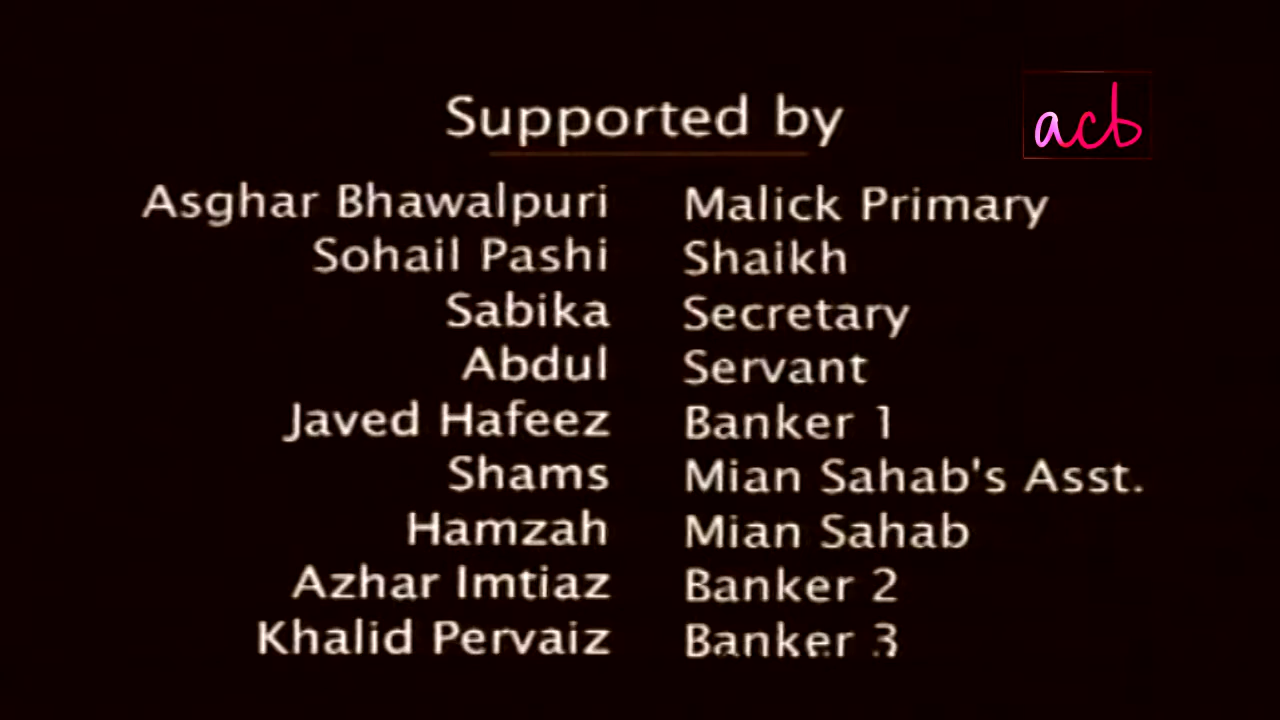 Supported by
acb
Asghar Bhawalpuri Malick Primary
Sohail Pashi Shaikh
Sabika Secretary
Abdul Servant
Javed Hafeez Banker 1
Shams Mian Sahab's Asst.
Hamzah Mian Sahab
Azhar Imtiaz Banker 2
Khalid Pervaiz Banker 3